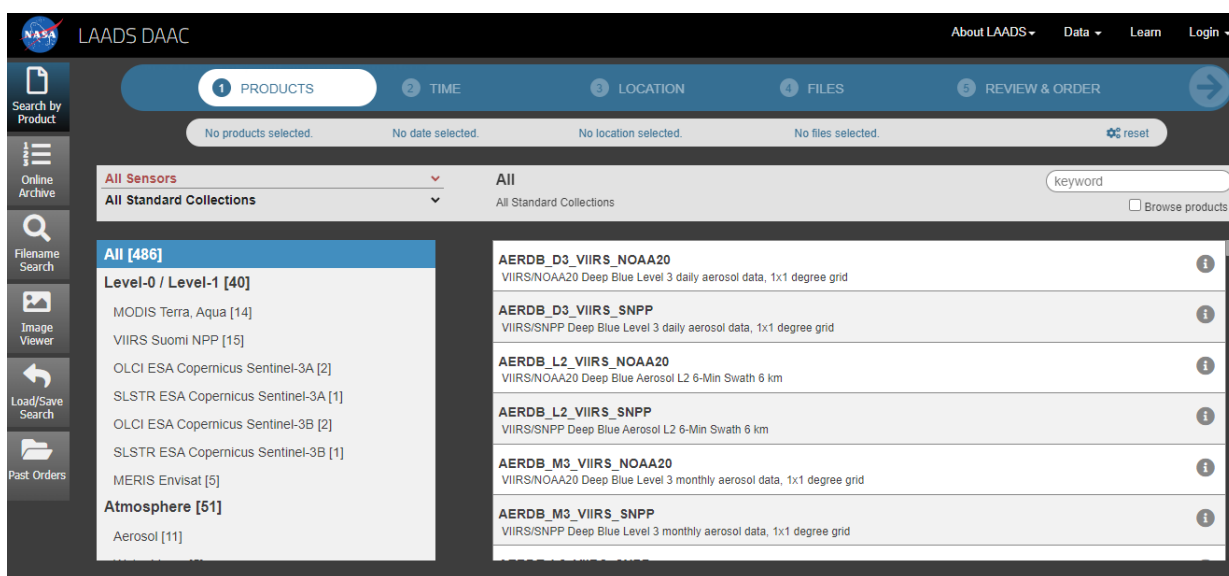 NASA
LAADS DAAC
About LAADS
Data
Learn
Login
Search by
Product
Online
Archive
Filename
Search
Image
Viewer
Load/Save
Search
Past Orders
1 PRODUCTS
2 TIME
3 LOCATION
4 FILES
5 REVIEW & ORDER
No products selected.
No date selected.
No location selected.
No files selected.
reset
All Sensors
All Standard Collections
All
All Standard Collections
keyword
Browse products
All [486]
Level-0 / Level-1 [40]
MODIS Terra, Aqua [14]
VIIRS Suomi NPP [15]
OLCI ESA Copernicus Sentinel-3A [2]
SLSTR ESA Copernicus Sentinel-3A [1]
OLCI ESA Copernicus Sentinel-3B [2]
SLSTR ESA Copernicus Sentinel-3B [1]
MERIS Envisat [5]
Atmosphere [51]
Aerosol [11]
AERDB_D3_VIIRS_NOAA20
VIIRS/NOAA20 Deep Blue Level 3 daily aerosol data, 1x1 degree grid
AERDB_D3_VIIRS_SNPP
VIIRS/SNPP Deep Blue Level 3 daily aerosol data, 1x1 degree grid
AERDB_L2_VIIRS_NOAA20
VIIRS/NOAA20 Deep Blue Aerosol L2 6-Min Swath 6 km
AERDB_L2_VIIRS_SNPP
VIIRS/SNPP Deep Blue Aerosol L2 6-Min Swath 6 km
AERDB_M3_VIIRS_NOAA20
VIIRS/NOAA20 Deep Blue Level 3 monthly aerosol data, 1x1 degree grid
AERDB_M3_VIIRS_SNPP
VIIRS/SNPP Deep Blue Level 3 monthly aerosol data, 1x1 degree grid